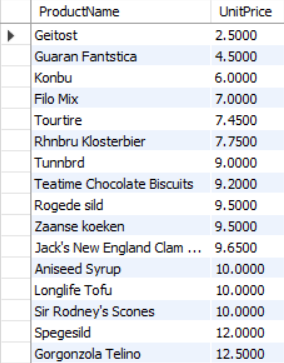 ProductName UnitPrice
Geitost 2.5000
Guaran Fantstica 4.5000
Konbu 6.0000
Filo Mix 7.0000
Tourtire 7.4500
Rhnbru Klosterbier 7.7500
Tunnbrd 9.0000
Teatime Chocolate Biscuits 9.2000
Rogede sild 9.5000
Zaanse koeken 9.5000
Jack's New England Clam ... 9.6500
Aniseed Syrup 10.0000
Longlife Tofu 10.0000
Sir Rodney's Scones 10.0000
Spegesild 12.0000
Gorgonzola Telino 12.5000